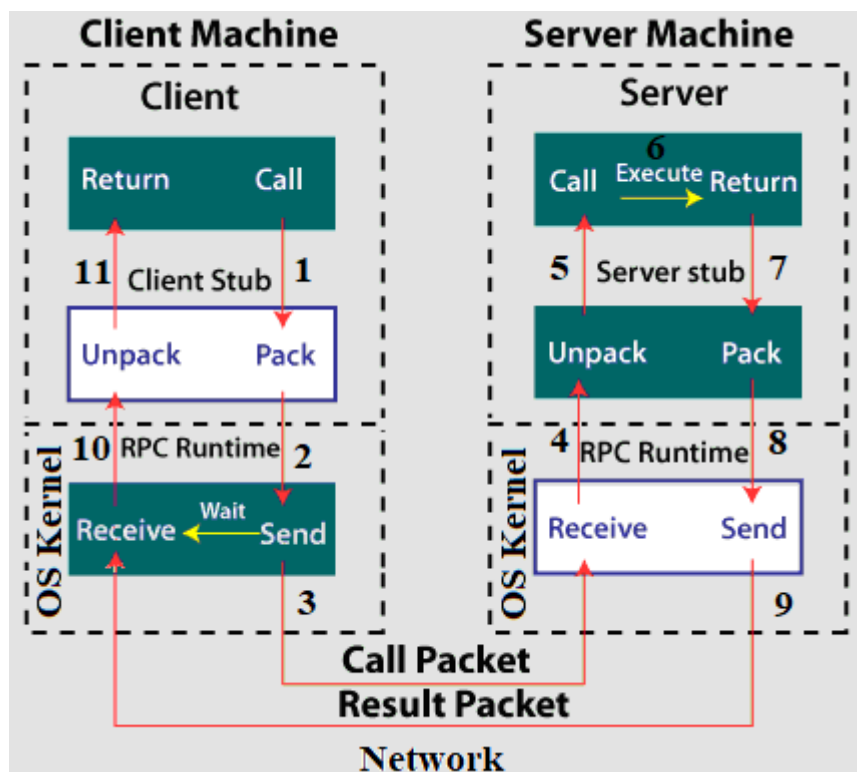 Client Machine
Server Machine
Client
Server
Return Call
6
Call Execute Return
11 Client Stub 1
5 Server stub 7
Unpack Pack
Unpack Pack
10 RPC Runtime 2
4 RPC Runtime 8
OS Kernel
Receive Wait Send
3
OS Kernel
Receive Send
9
Call Packet
Result Packet
Network